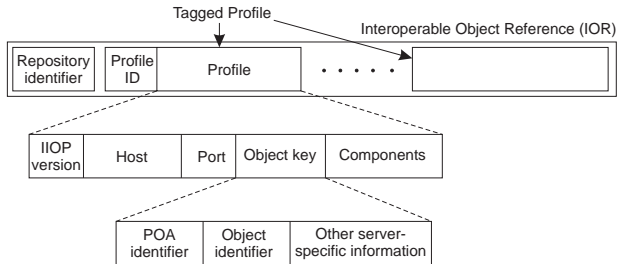 Tagged Profile
Interoperable Object Reference (IOR)
Repository
identifier
Profile
ID
Profile
IIOP
version
Host
Port
Object key
Components
POA
identifier
Object
identifier
Other server-
specific information